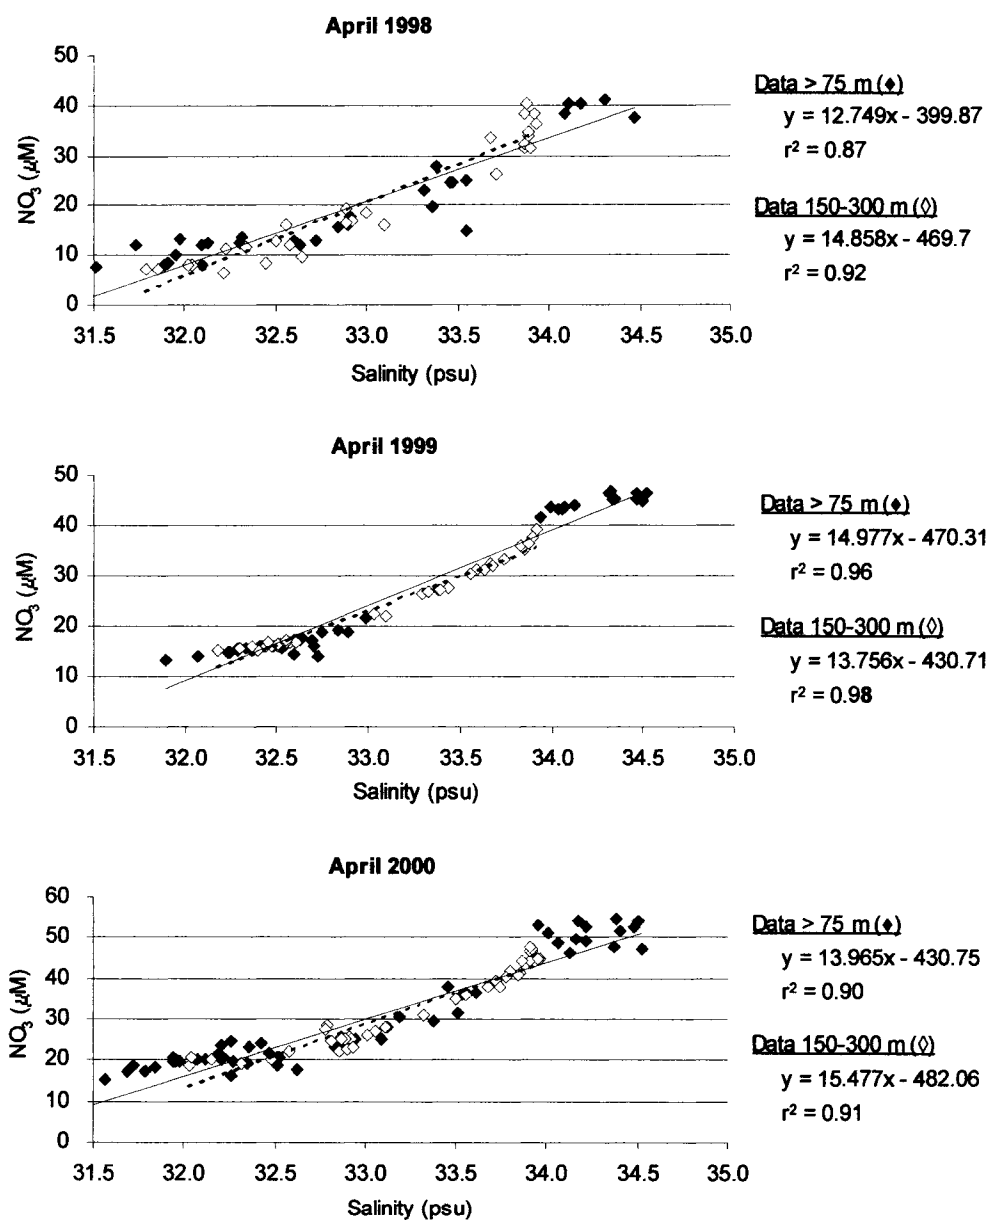 April 1998
50
40
30
20
10
0
NO3 (μM)
31.5 32.0 32.5 33.0 33.5 34.0 34.5 35.0
Salinity (psu)
Data > 75 m (♦)
y = 12.749x - 399.87
r² = 0.87
Data 150-300 m (◊)
y = 14.858x - 469.7
r² = 0.92
April 1999
50
40
30
20
10
0
NO3 (μM)
31.5 32.0 32.5 33.0 33.5 34.0 34.5 35.0
Salinity (psu)
Data > 75 m (♦)
y = 14.977x - 470.31
r² = 0.96
Data 150-300 m (◊)
y = 13.756x - 430.71
r² = 0.98
April 2000
60
50
40
30
20
10
0
NO3 (μM)
31.5 32.0 32.5 33.0 33.5 34.0 34.5 35.0
Salinity (psu)
Data > 75 m (♦)
y = 13.965x - 430.75
r² = 0.90
Data 150-300 m (◊)
y = 15.477x - 482.06
r² = 0.91